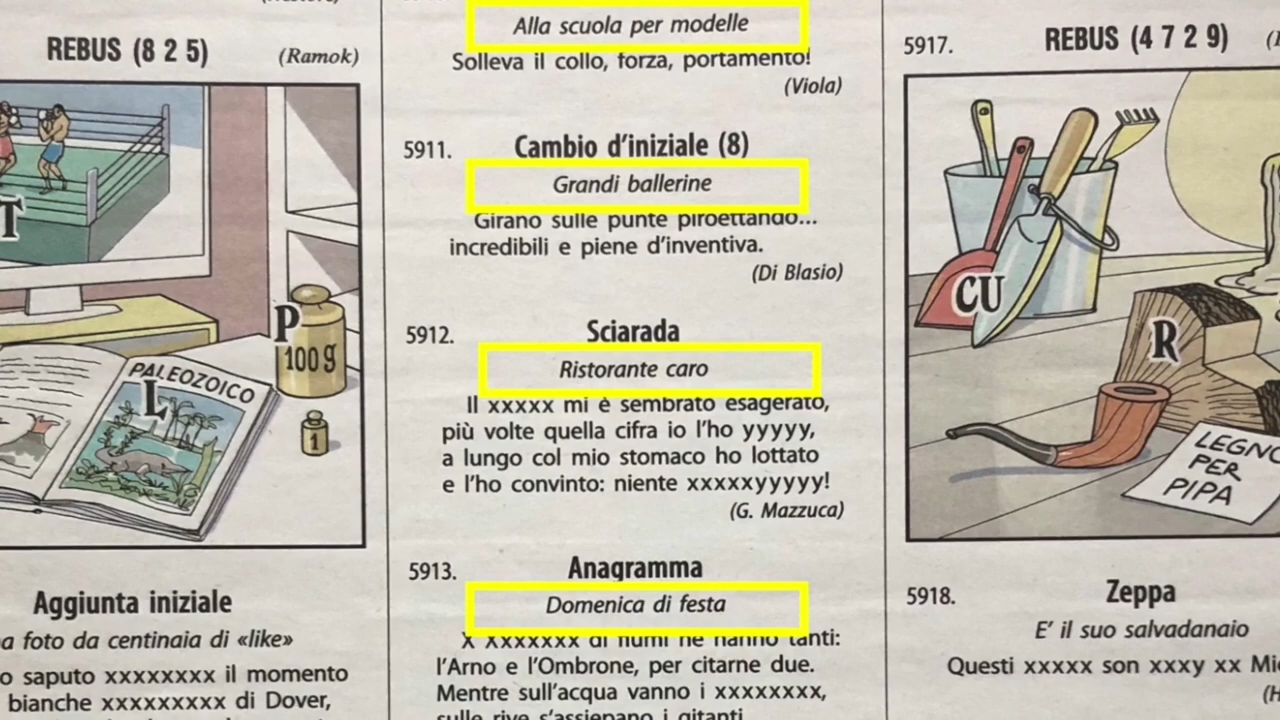 REBUS (8 2 5)
(Ramok)
T
P
100 g
1
PALEOZOICO
L
Aggiunta iniziale
a foto da centinaia di «like»
o saputo xxxxxxxx il momento
bianche xxxxxxxxx di Dover,
Alla scuola per modelle
Solleva il collo, forza, portamento!
(Viola)
5911.
Cambio d'iniziale (8)
Grandi ballerine
Girano sulle punte piroettando...
incredibili e piene d'inventiva.
(Di Blasio)
5912.
Sciarada
Ristorante caro
Il xxxxx mi è sembrato esagerato,
più volte quella cifra io l'ho yyyyy,
a lungo col mio stomaco ho lottato
e l'ho convinto: niente xxxxxyyyyy!
(G. Mazzuca)
5913.
Anagramma
Domenica di festa
X xxxxxxx di fiumi ne hanno tanti:
l'Arno e l'Ombrone, per citarne due.
Mentre sull'acqua vanno i xxxxxxxx,
sulle rive s'assiepano i gitanti
5917.
REBUS (4 7 2 9)
CU
R
LEGNO
PER
PIPA
5918.
Zeppa
E' il suo salvadanaio
Questi xxxxx son xxxy xx Mi